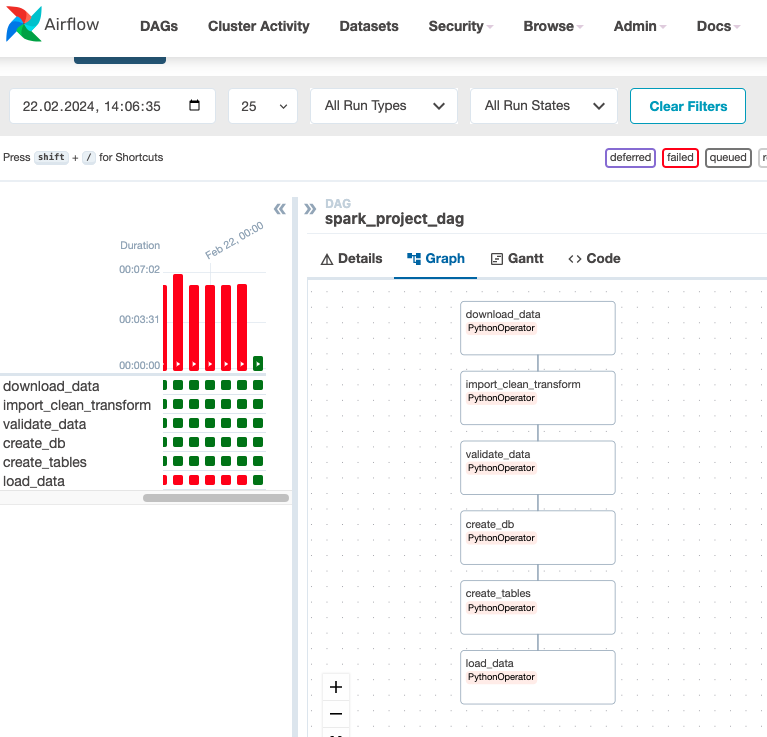 Airflow
DAGs Cluster Activity Datasets Security Browse Admin Docs
22.02.2024, 14:06:35 25 All Run Types All Run States Clear Filters
Press shift + / for Shortcuts
deferred failed queued
DAG
spark_project_dag
Details Graph Gantt Code
Feb 22, 00:00
Duration
00:07:02
00:03:31
00:00:00
download_data
import_clean_transform
validate_data
create_db
create_tables
load_data
download_data
PythonOperator
import_clean_transform
PythonOperator
validate_data
PythonOperator
create_db
PythonOperator
create_tables
PythonOperator
load_data
PythonOperator